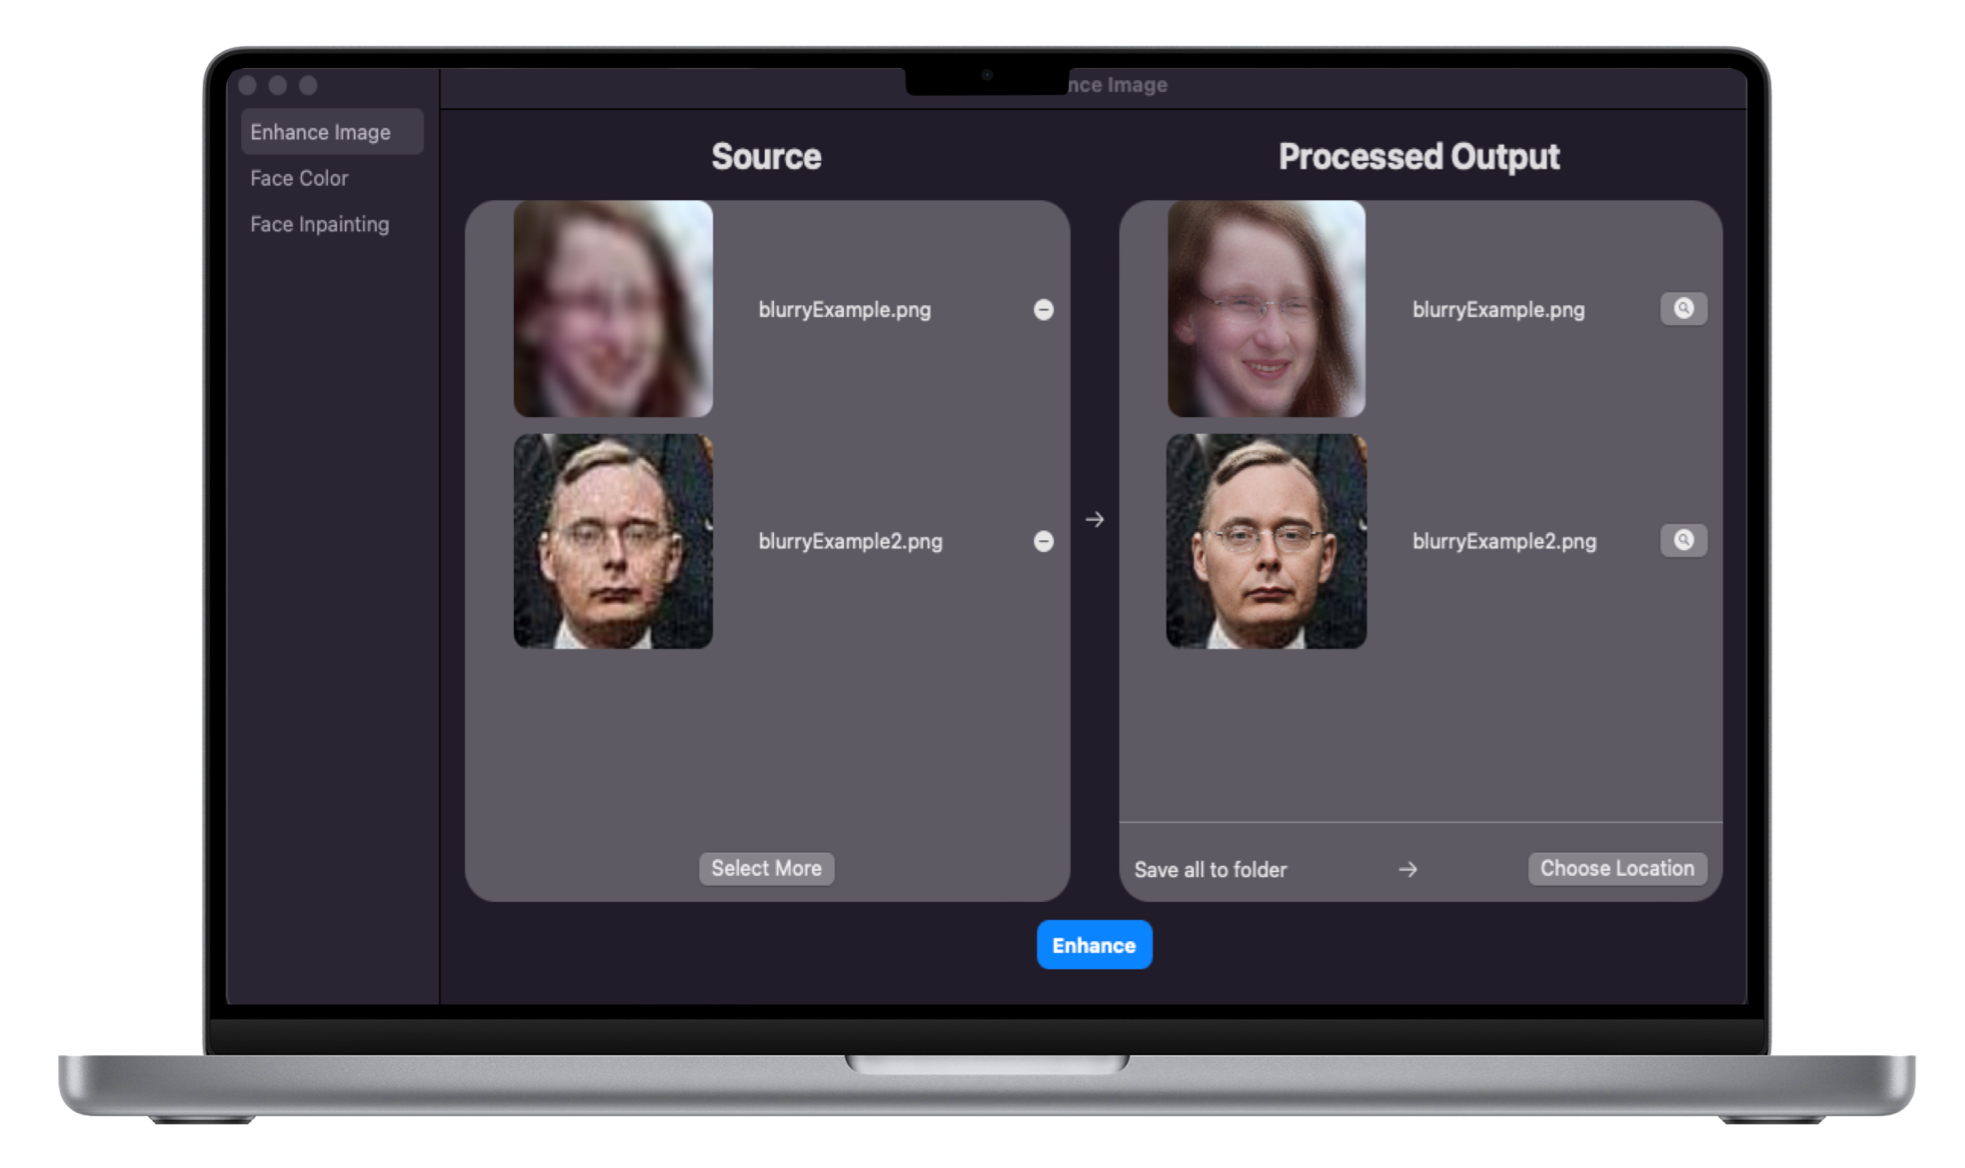 nce Image
Enhance Image
Face Color
Face Inpainting
Source
blurryExample.png
blurryExample2.png
Select More
Processed Output
blurryExample.png
blurryExample2.png
Save all to folder
Choose Location
Enhance